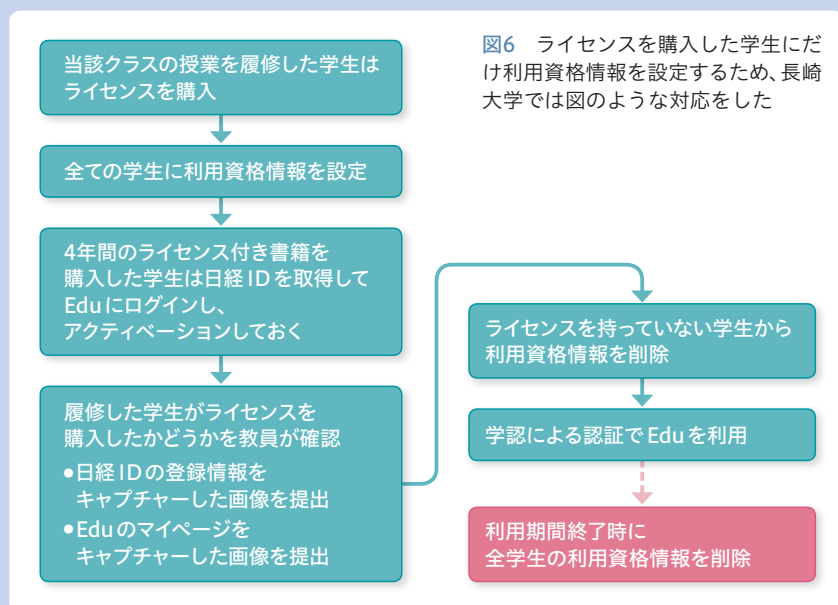 図6 ライセンスを購入した学生にだ
け利用資格情報を設定するため、長崎
大学では図のような対応をした
当該クラスの授業を履修した学生は
ライセンスを購入
全ての学生に利用資格情報を設定
4年間のライセンス付き書籍を
購入した学生は日経IDを取得して
Eduにログインし、
アクティベーションしておく
履修した学生がライセンスを
購入したかどうかを教員が確認
●日経IDの登録情報を
キャプチャーした画像を提出
●Eduのマイページを
キャプチャーした画像を提出
ライセンスを持っていない学生から
利用資格情報を削除
学認による認証でEduを利用
利用期間終了時に
全学生の利用資格情報を削除